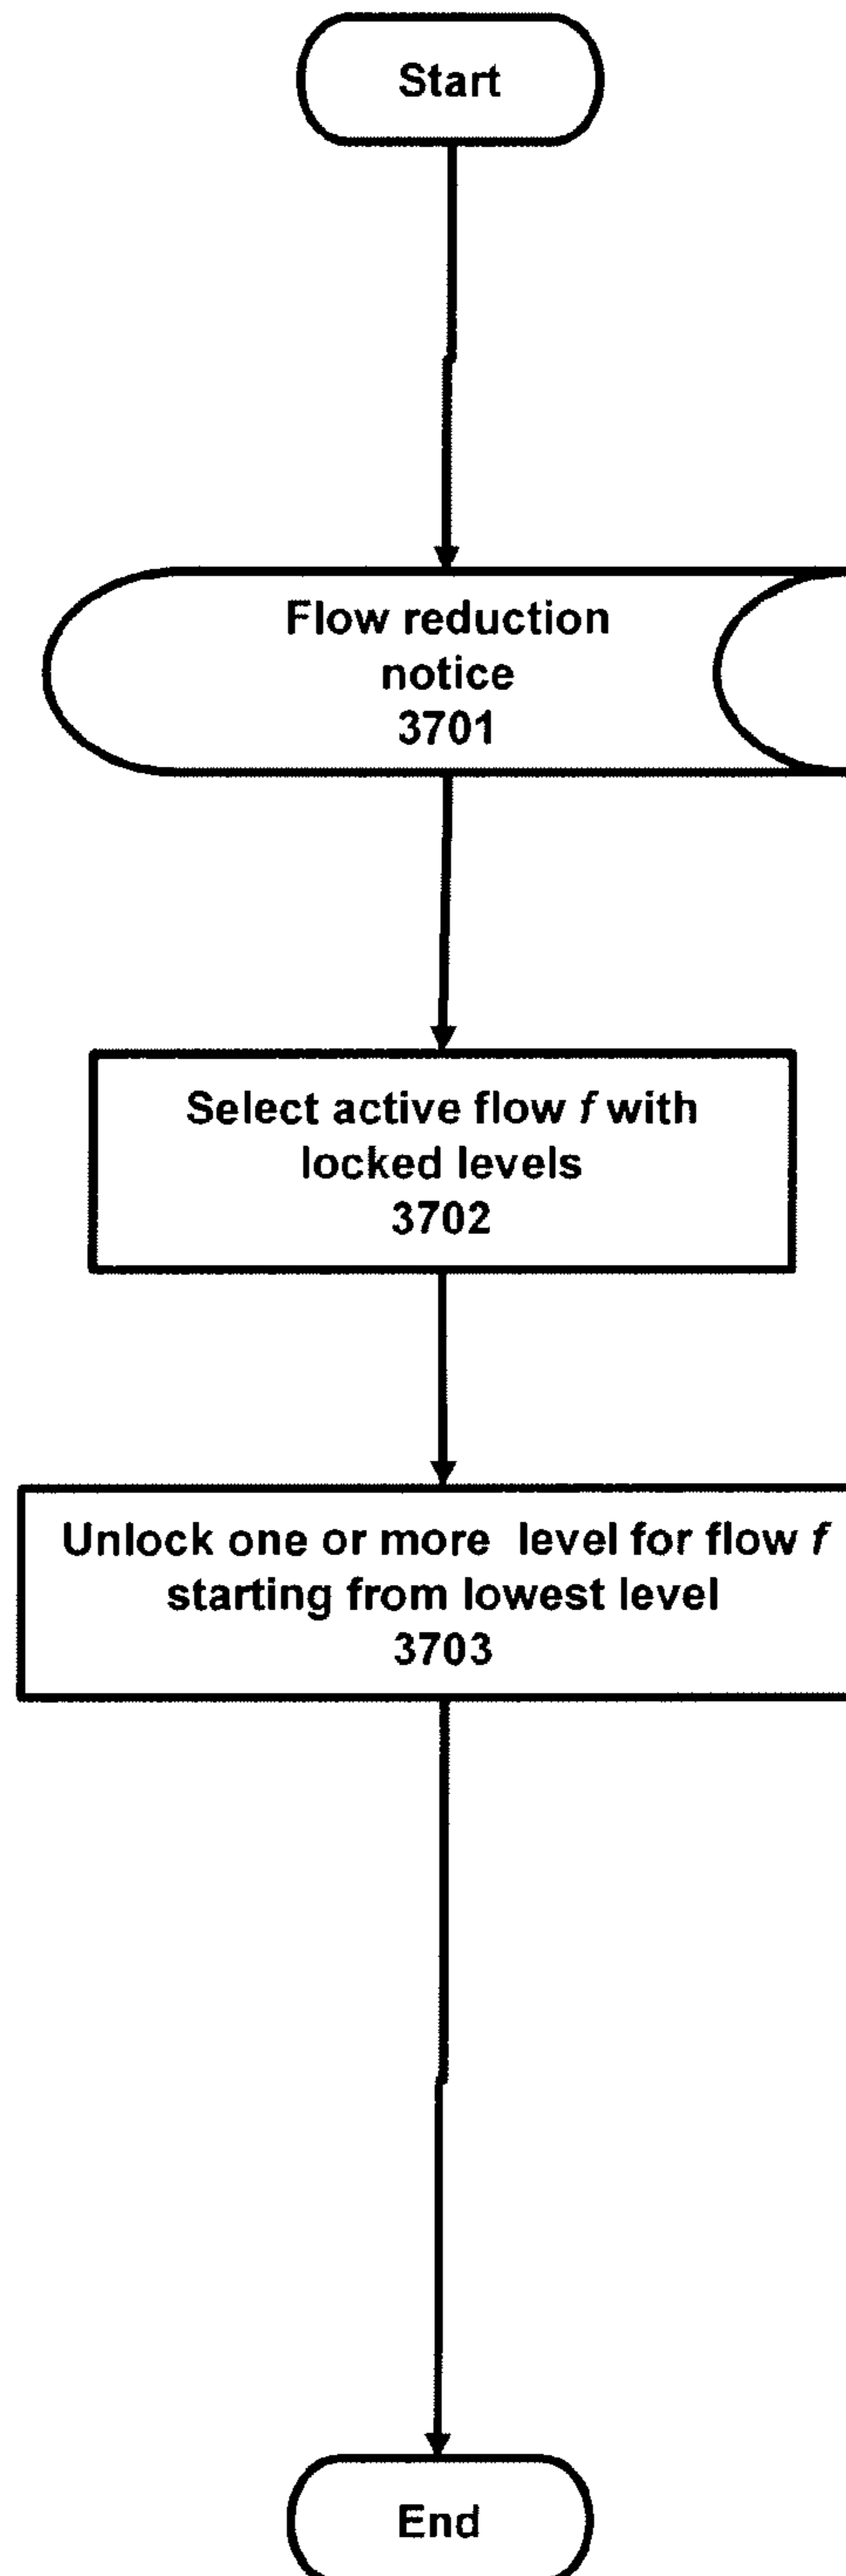 Start
Flow reduction
notice
3701
Select active flow f with
locked levels
3702
Unlock one or more level for flow f
starting from lowest level
3703
End